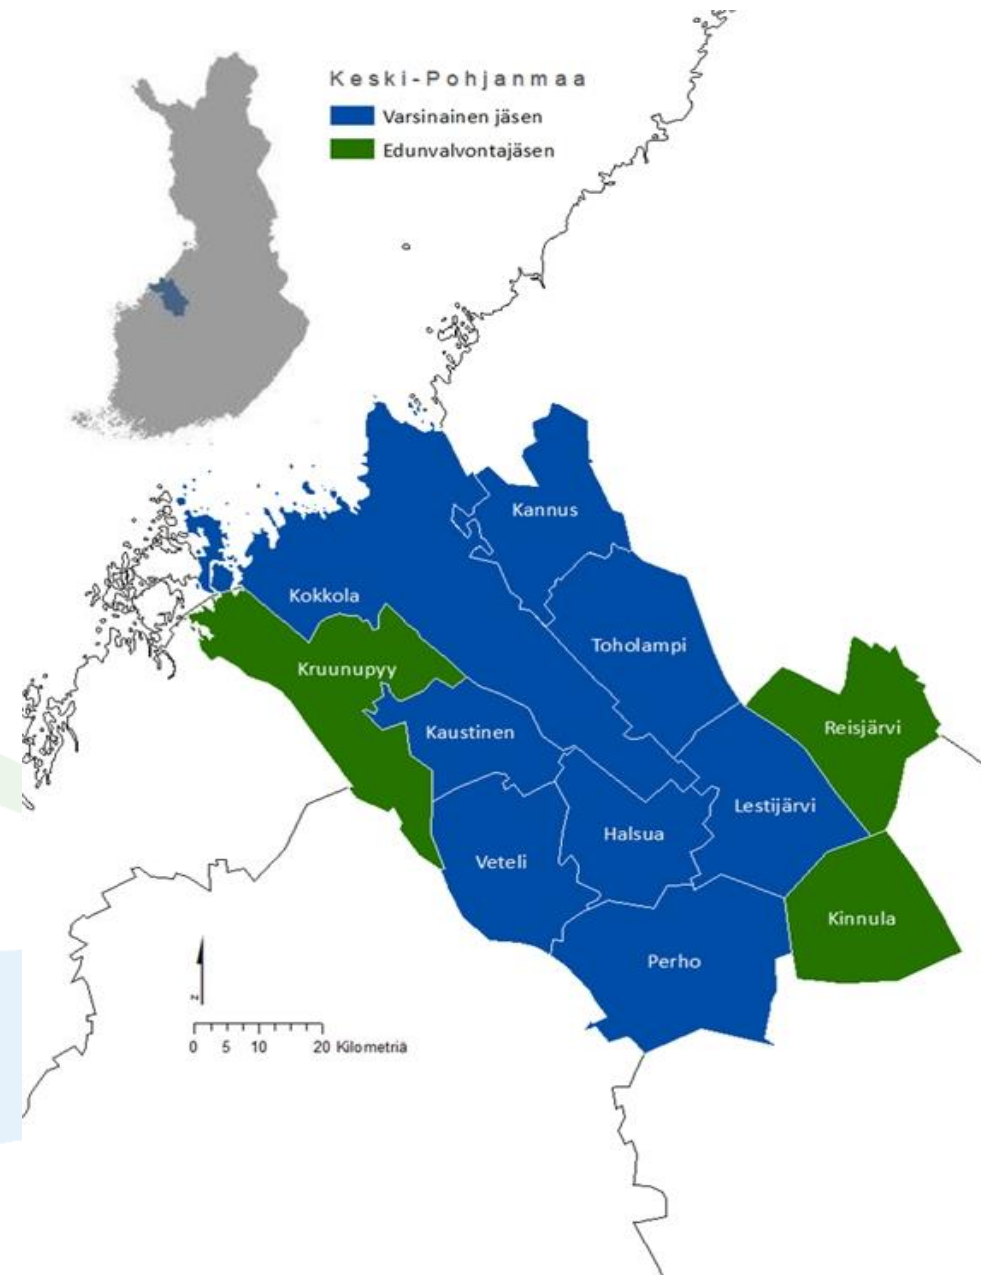 Keski-Pohjanmaa
Varsinainen jäsen
Edunvalvontajäsen
Kannus
Kokkola
Toholampi
Kruunupyy
Reisjärvi
Kaustinen
Lestijärvi
Halsua
Veteli
Kinnula
Perho
N
0 5 10 20 Kilometriä